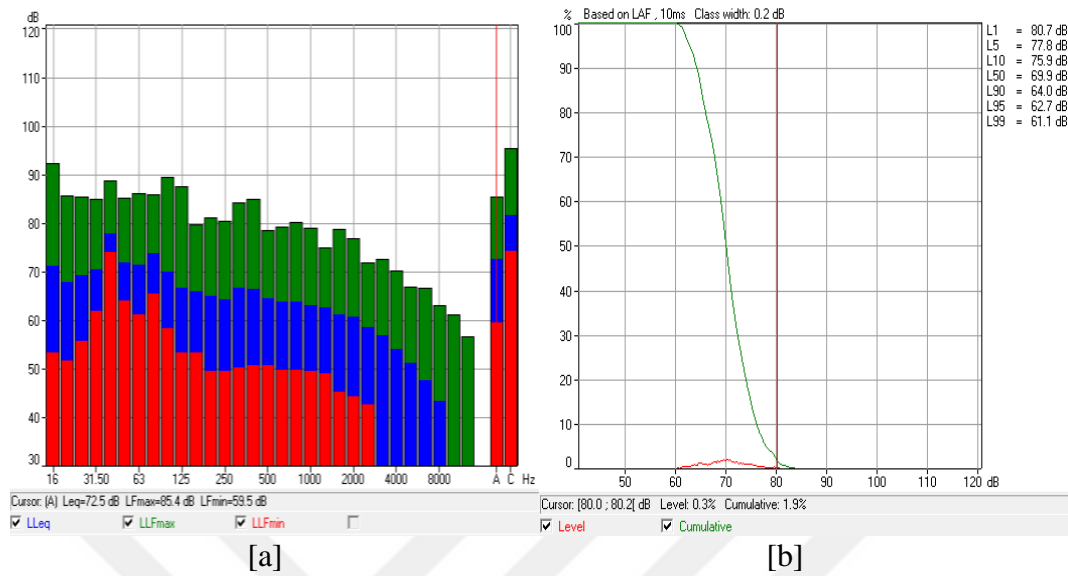 dB
120
110
100
90
80
70
60
50
40
30
16 31.50 63 125 250 500 1000 2000 4000 8000 A C Hz
Cursor: (A) Leq=72.5 dB LFmax=85.4 dB LFmin=59.5 dB
LLeq LLFmax LLFmin
[a]
% Based on LAF , 10ms Class width: 0.2 dB
100
90
80
70
60
50
40
30
20
10
0
50 60 70 80 90 100 110 120 dB
L1 = 80.7 dB
L5 = 77.8 dB
L10 = 75.9 dB
L50 = 69.9 dB
L90 = 64.0 dB
L95 = 62.7 dB
L99 = 61.1 dB
Cursor: [80.0 ; 80.2[ dB Level: 0.3% Cumulative: 1.9%
Level Cumulative
[b]